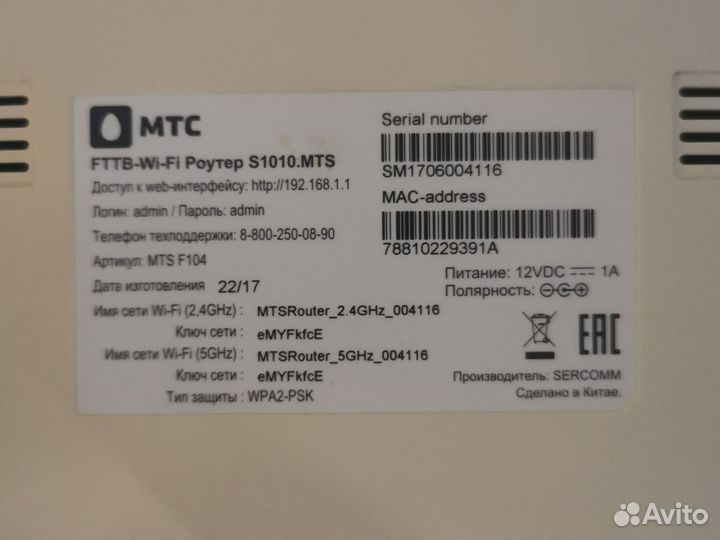 МТС
FTTB-Wi-Fi Роутер S1010.MTS
Доступ к web-интерфейсу: http://192.168.1.1
Логин: admin / Пароль: admin
Телефон техподдержки: 8-800-250-08-90
Артикул: MTS F104
Дата изготовления 22/17
Имя сети Wi-Fi (2,4GHz) : MTSRouter_2.4GHz_004116
Ключ сети : eMYFkfcE
Имя сети Wi-Fi (5GHz) : MTSRouter_5GHz_004116
Ключ сети : eMYFkfcE
Тип защиты : WPA2-PSK
Serial number
SM1706004116
MAC-address
78810229391A
Питание: 12VDC 1A
Полярность:
EAC
Производитель: SERCOMM
Сделано в Китае.
Avito